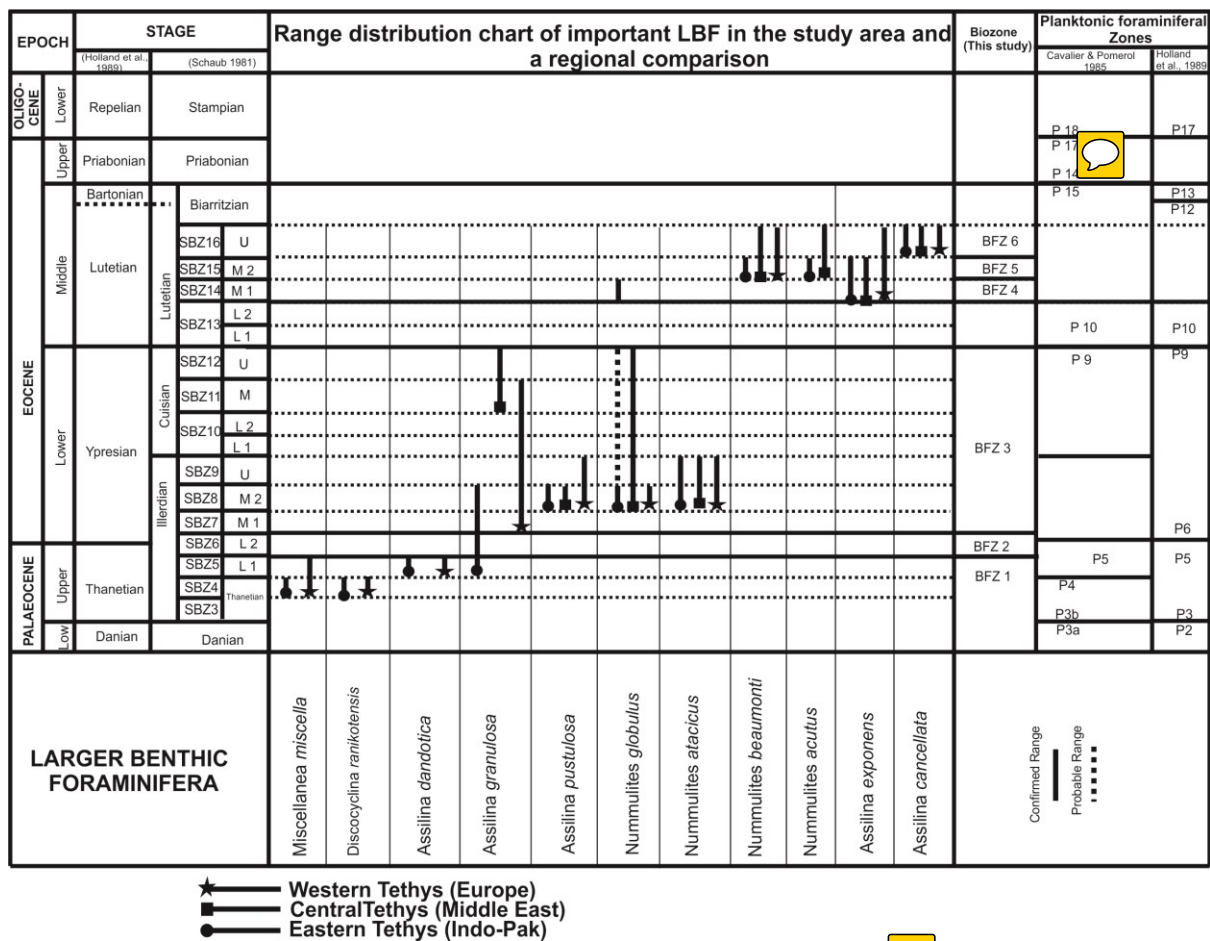 EPOCH
STAGE
(Holland et al.,
1989)
(Schaub 1981)
Range distribution chart of important LBF in the study area and
a regional comparison
Biozone
(This study)
Planktonic foraminiferal
Zones
Cavalier & Pomerol
1985
Holland
et al., 1989
OLIGO-
CENE
Lower
Repelian
Stampian
P 18
P17
EOCENE
Upper
Priabonian
Priabonian
P 17
P 14
Middle
Bartonian
Biarritzian
P 15
P13
P12
Lutetian
Lutetian
SBZ16
U
BFZ 6
SBZ15
M 2
BFZ 5
SBZ14
M 1
BFZ 4
SBZ13
L 2
L 1
P 10
P10
Lower
Ypresian
Cuisian
SBZ12
U
P 9
P9
SBZ11
M
SBZ10
L 2
L 1
BFZ 3
Illerdian
SBZ9
U
SBZ8
M 2
SBZ7
M 1
P6
SBZ6
L 2
BFZ 2
PALAEOCENE
Upper
Thanetian
SBZ5
L 1
BFZ 1
P5
P5
SBZ4
Thanetian
P4
SBZ3
P3b
P3
Low
Danian
Danian
P3a
P2
LARGER BENTHIC
FORAMINIFERA
Miscellanea miscella
Discocyclina ranikotensis
Assilina dandotica
Assilina granulosa
Assilina pustulosa
Nummulites globulus
Nummulites atacicus
Nummulites beaumonti
Nummulites acutus
Assilina exponens
Assilina cancellata
Confirmed Range
Probable Range
Western Tethys (Europe)
CentralTethys (Middle East)
Eastern Tethys (Indo-Pak)